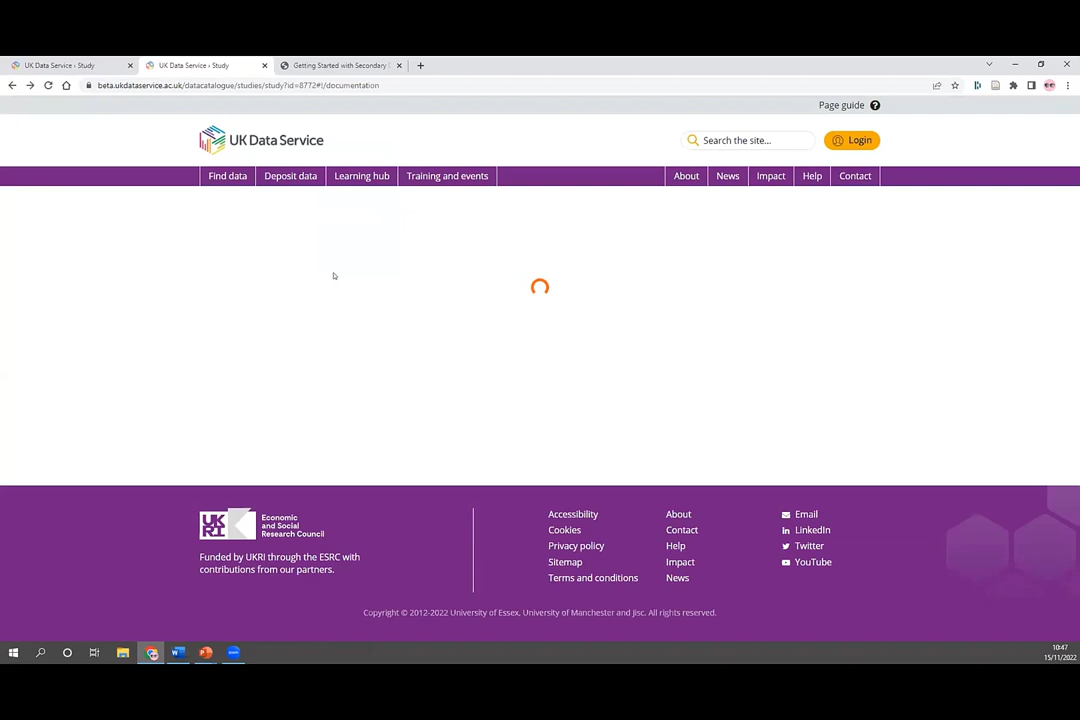 UK Data Service › Study
UK Data Service › Study
Getting Started with Secondary
beta.ukdataservice.ac.uk/datacatalogue/studies/study?id=8772#!/documentation
Page guide ?
UK Data Service
Search the site...
Login
Find data
Deposit data
Learning hub
Training and events
About
News
Impact
Help
Contact
UKRI
Economic
and Social
Research Council
Funded by UKRI through the ESRC with
contributions from our partners.
Accessibility
Cookies
Privacy policy
Sitemap
Terms and conditions
About
Contact
Help
Impact
News
Email
LinkedIn
Twitter
YouTube
Copyright © 2012-2022 University of Essex, University of Manchester and Jisc. All rights reserved.
10:47
15/11/2022